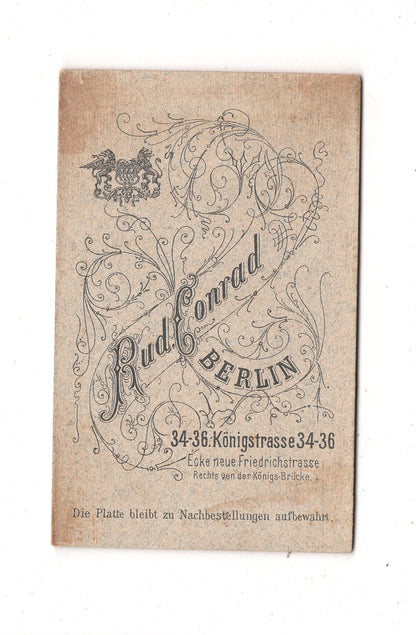 Rud. Conrad
BERLIN
34-36. Königstrasse 34-36
Ecke neue Friedrichstrasse
Rechts von der Königs-Brücke.
Die Platte bleibt zu Nachbestellungen aufbewahrt.